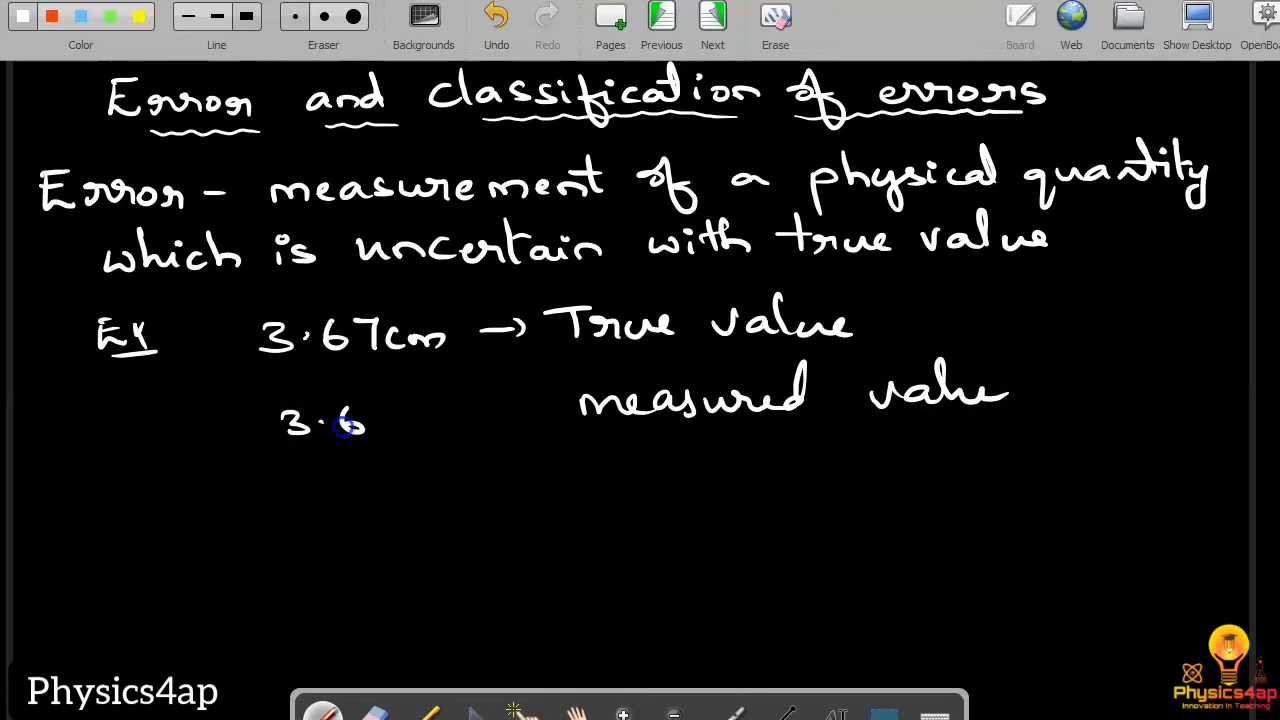 Color
Line
Eraser
Backgrounds
Undo
Redo
Pages
Previous
Next
Erase
Board
Web
Documents
Show Desktop
OpenBoa
Error and classification of errors
Error - measurement of a physical quantity
which is uncertain with true value
EX 3.67cm → True value
3.6 measured value
Physics4ap
Physics4ap
Innovation in Teaching